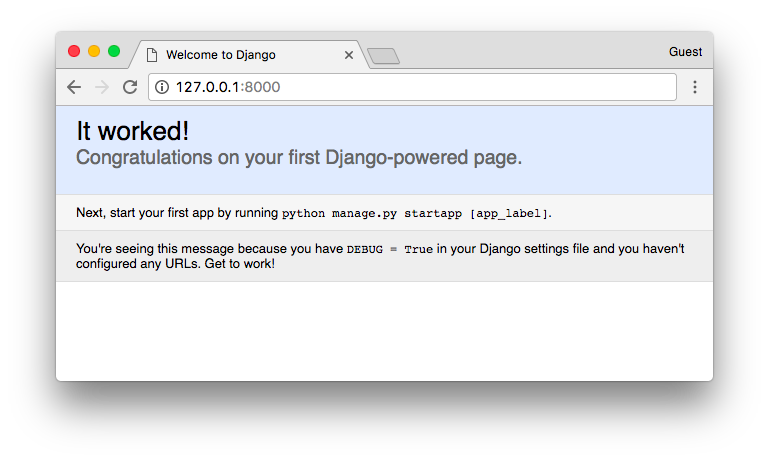 Welcome to Django
Guest
127.0.0.1:8000
It worked!
Congratulations on your first Django-powered page.
Next, start your first app by running python manage.py startapp [app_label].
You're seeing this message because you have DEBUG = True in your Django settings file and you haven't
configured any URLs. Get to work!